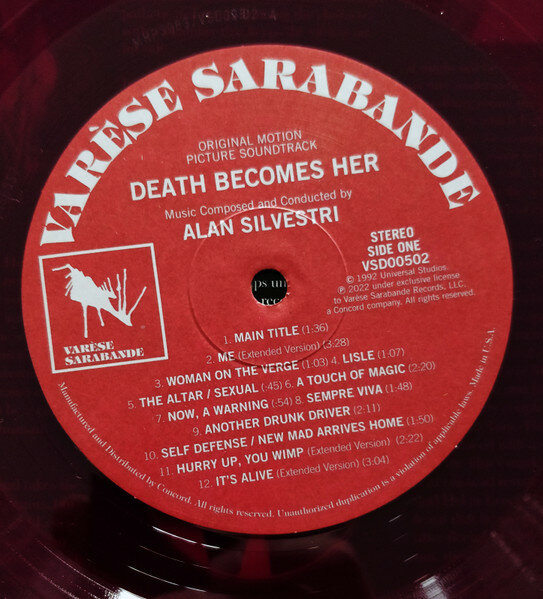 VARÈSE SARABANDE
ORIGINAL MOTION
PICTURE SOUNDTRACK
DEATH BECOMES HER
Music Composed and Conducted by
ALAN SILVESTRI
STEREO
SIDE ONE
VSD00502
© 1992 Universal Studios
℗ 2022 under exclusive license
to Varèse Sarabande Records, LLC.
a Concord company. All rights reserved.
VARÈSE
SARABANDE
1. MAIN TITLE (1:36)
2. ME (Extended Version) (3:28)
3. WOMAN ON THE VERGE (1:03) 4. LISLE (1:07)
5. THE ALTAR / SEXUAL (:45) 6. A TOUCH OF MAGIC (2:20)
7. NOW, A WARNING (:54) 8. SEMPRE VIVA (1:48)
9. ANOTHER DRUNK DRIVER (2:11)
10. SELF DEFENSE / NEW MAD ARRIVES HOME (1:50)
11. HURRY UP, YOU WIMP (Extended Version) (2:22)
12. IT'S ALIVE (Extended Version) (3:04)
Manufactured and Distributed by Concord. All rights reserved. Unauthorized duplication is a violation of applicable laws. Made in U.S.A.